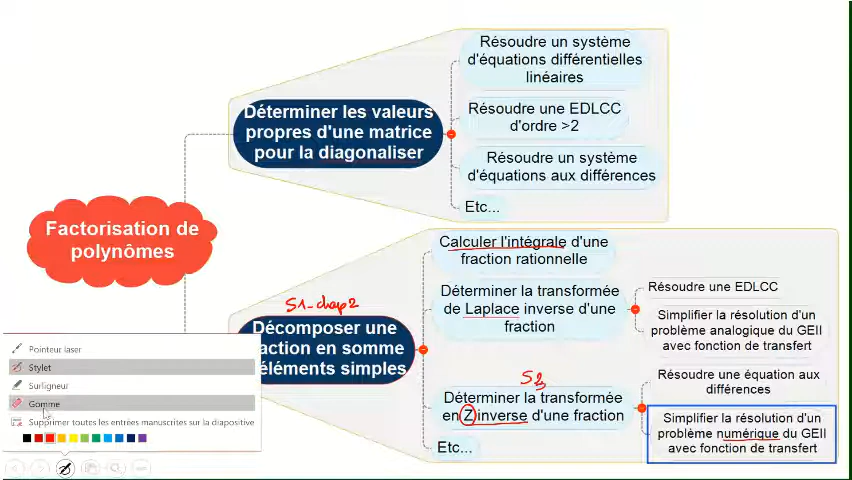 Résoudre un système
d'équations différentielles
linéaires
Déterminer les valeurs
propres d'une matrice
pour la diagonaliser
Résoudre une EDLCC
d'ordre >2
Résoudre un système
d'équations aux différences
Etc...
Factorisation de
polynômes
Calculer l'intégrale d'une
fraction rationnelle
S1-chap2
Décomposer une
action en somme
éléments simples
Déterminer la transformée
de Laplace inverse d'une
fraction
Résoudre une EDLCC
Simplifier la résolution d'un
problème analogique du GEII
avec fonction de transfert
Déterminer la transformée
en Z inverse d'une fraction
Résoudre une équation aux
différences
Simplifier la résolution d'un
problème numérique du GEII
avec fonction de transfert
Etc...
Pointeur laser
Stylet
Surligneur
Gomme
Supprimer toutes les entrées manuscrites sur la diapositive